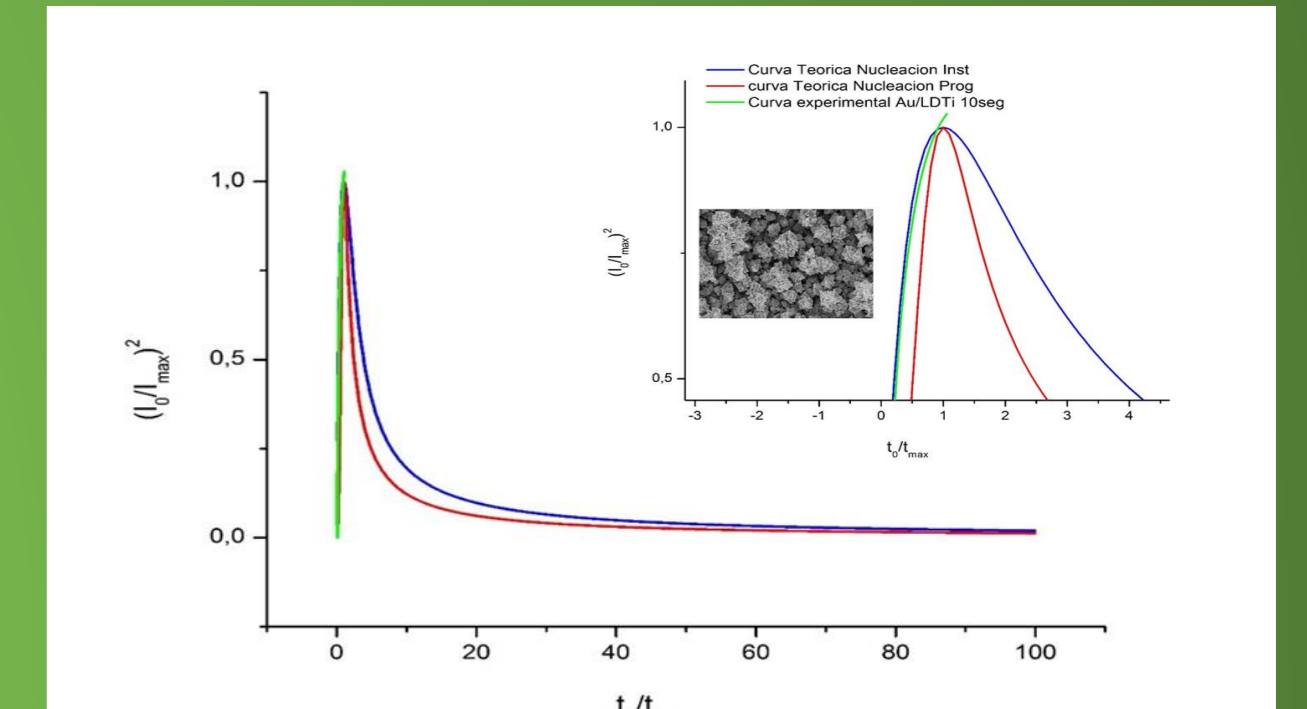 Curva Teorica Nucleacion Inst
curva Teorica Nucleacion Prog
Curva experimental Au/LDTi 10seg
1,0
0,5
(I0/Imax)2
-3 -2 -1 0 1 2 3 4
t0/tmax
1,0
0,5
0,0
(I0/Imax)2
0 20 40 60 80 100